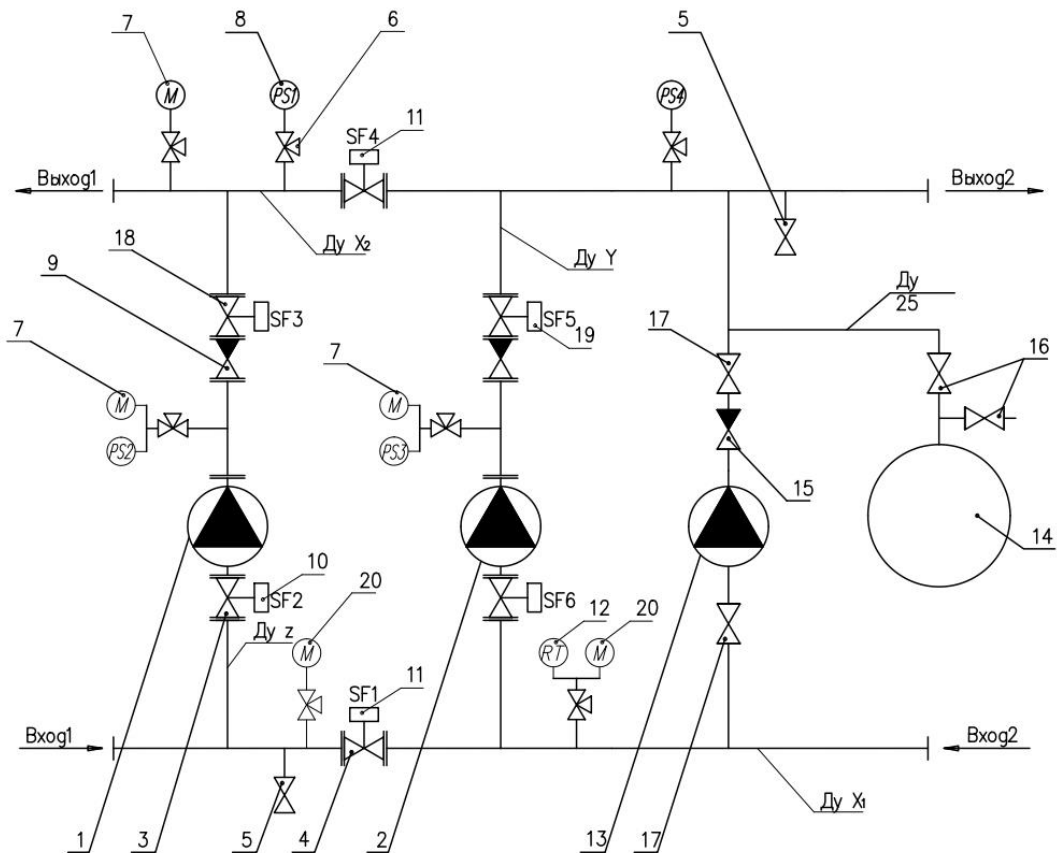 7
8
6
5
M
PS1
PS4
11
SF4
Выход1
Выход2
Ду X₂
18
Ду Y
9
Ду
25
SF3
SF5
19
17
16
7
7
M
M
PS2
PS3
15
14
10
20
12
20
SF2
SF6
Ду z
M
RT
M
11
SF1
Вход1
Вход2
Ду X₁
1
3
5
4
2
13
17